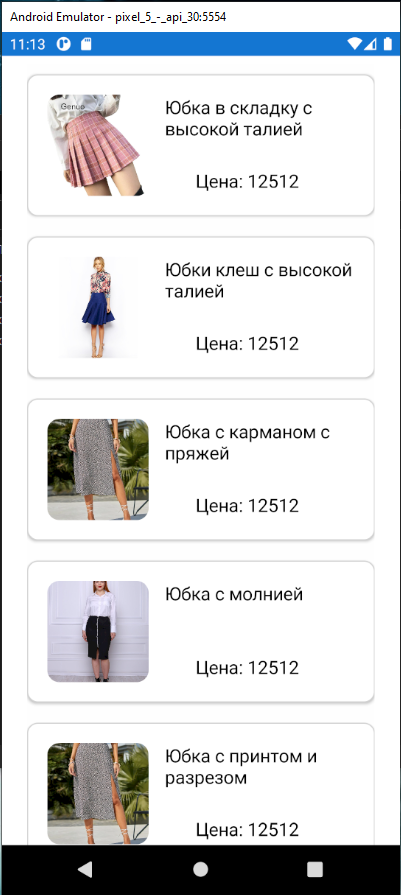 Android Emulator - pixel_5_-_api_30:5554
11:13
Genuo
Юбка в складку с
высокой талией
Цена: 12512
Юбки клеш с высокой
талией
Цена: 12512
Юбка с карманом с
пряжей
Цена: 12512
Юбка с молнией
Цена: 12512
Юбка с принтом и
разрезом
Цена: 12512